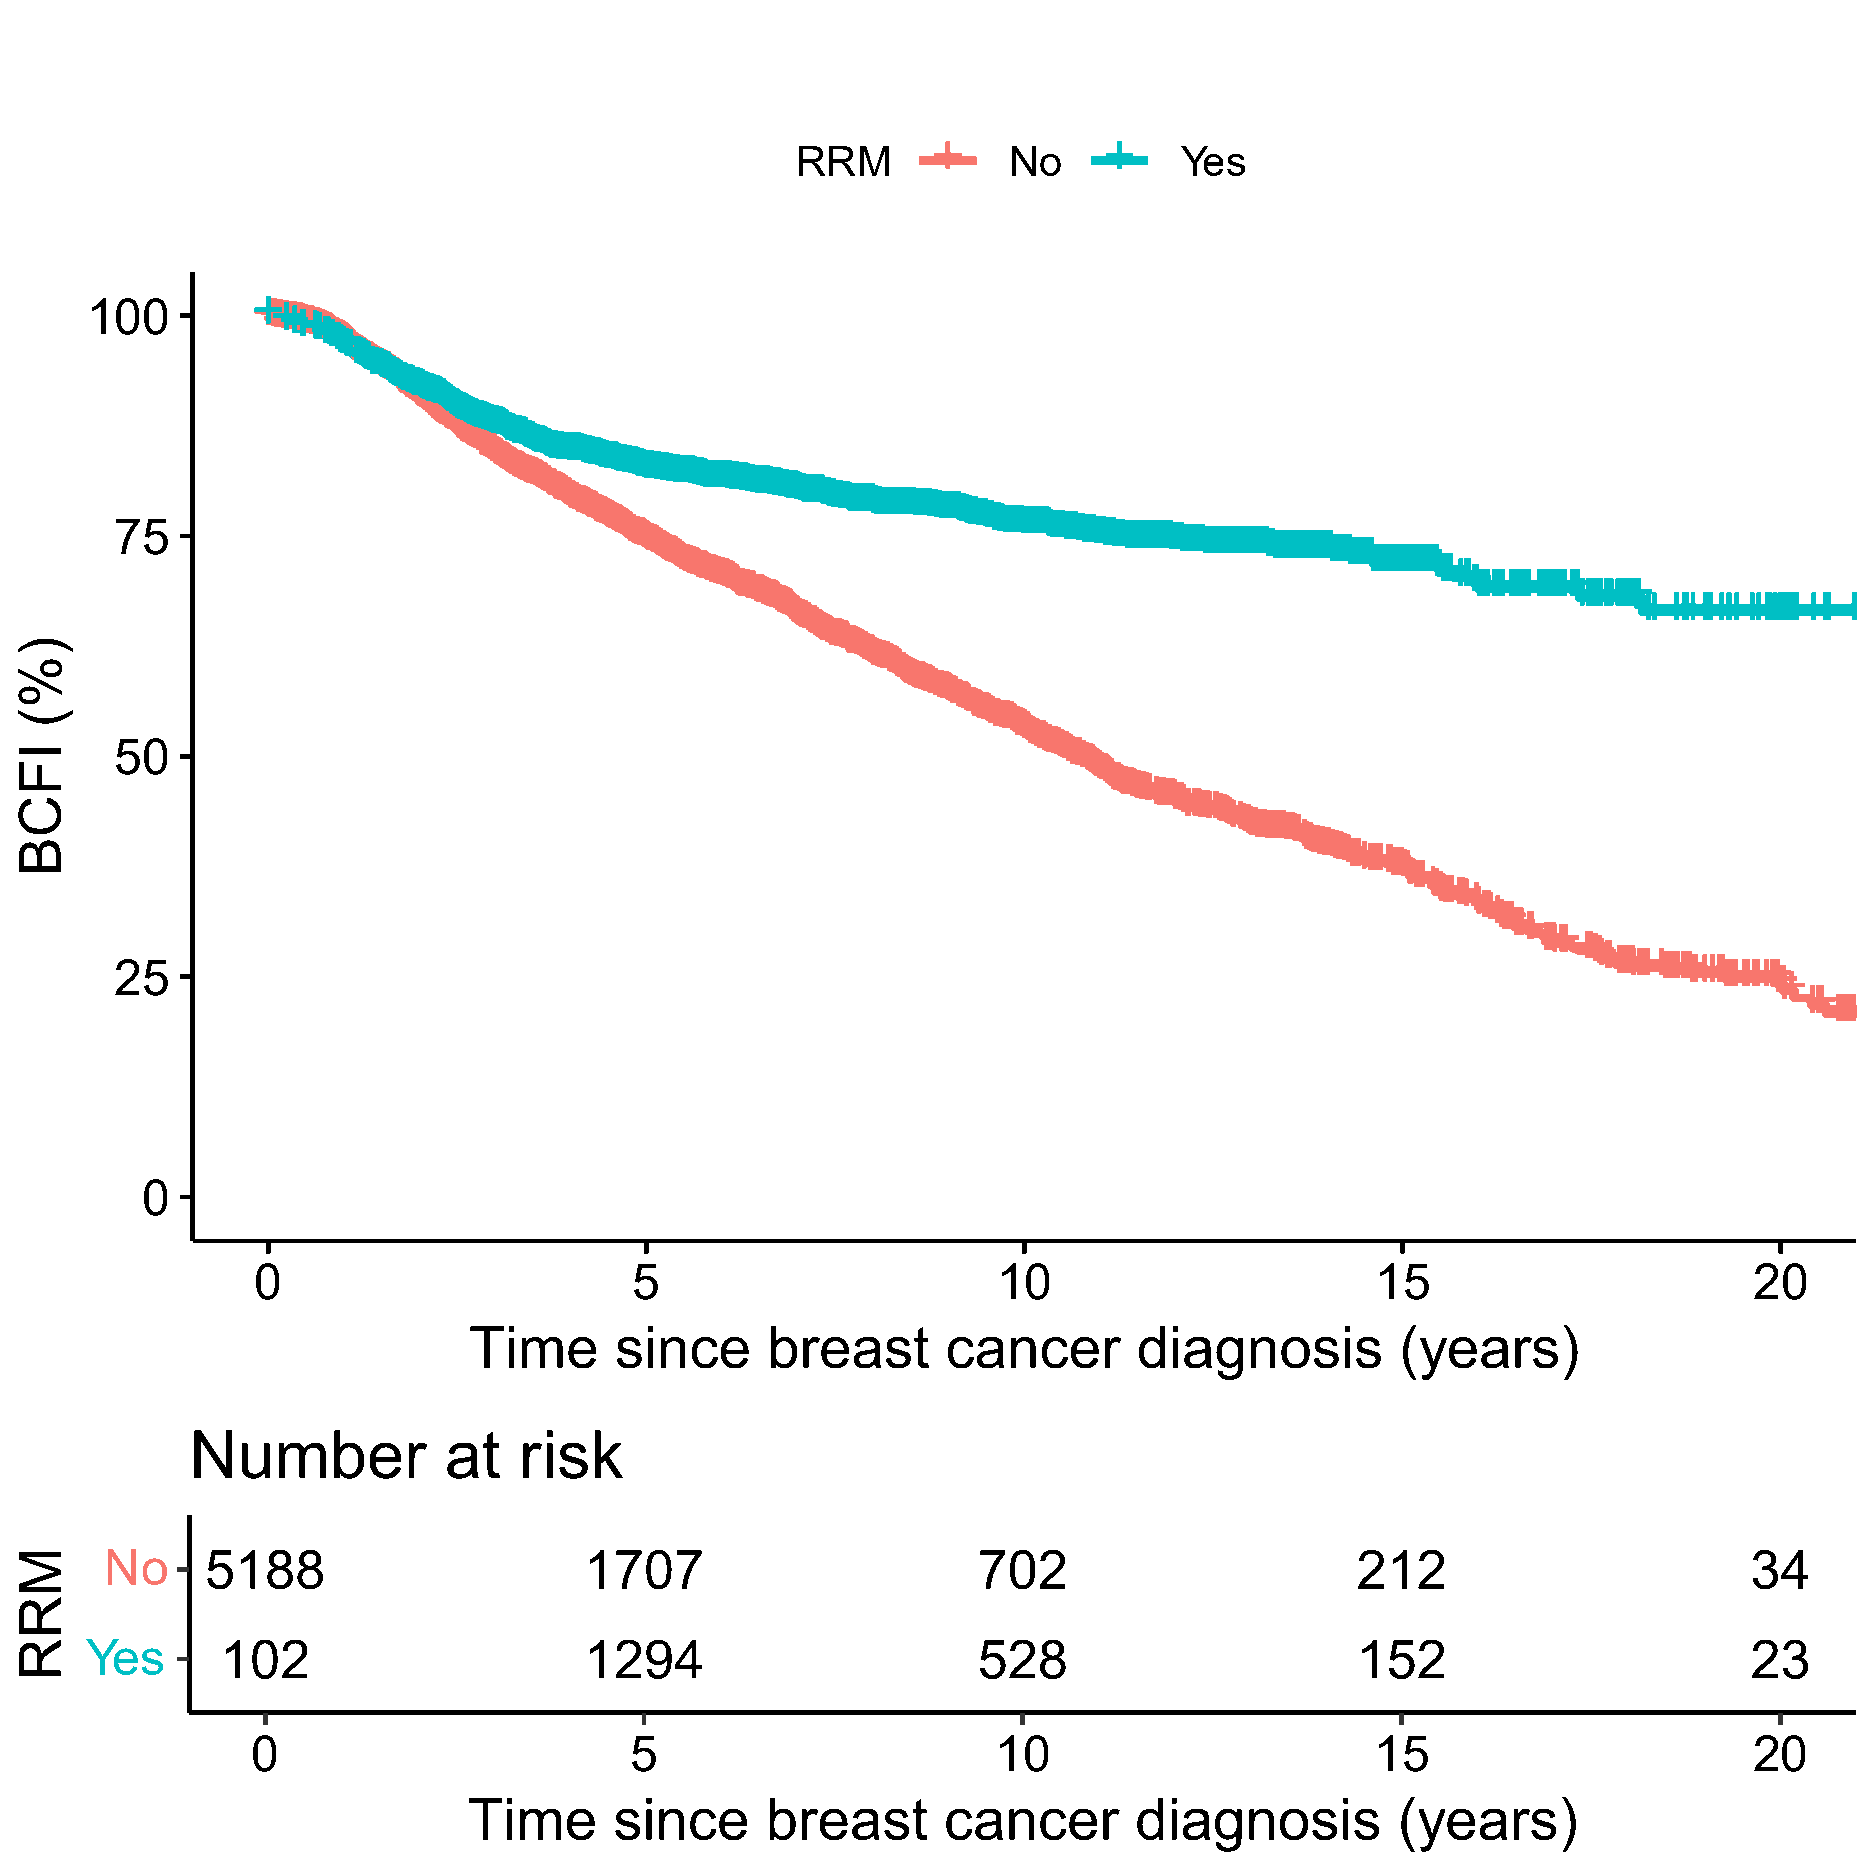 RRM No Yes
BCFI (%)
100
75
50
25
0
0 5 10 15 20
Time since breast cancer diagnosis (years)
Number at risk
RRM
No 5188 1707 702 212 34
Yes 102 1294 528 152 23
0 5 10 15 20
Time since breast cancer diagnosis (years)